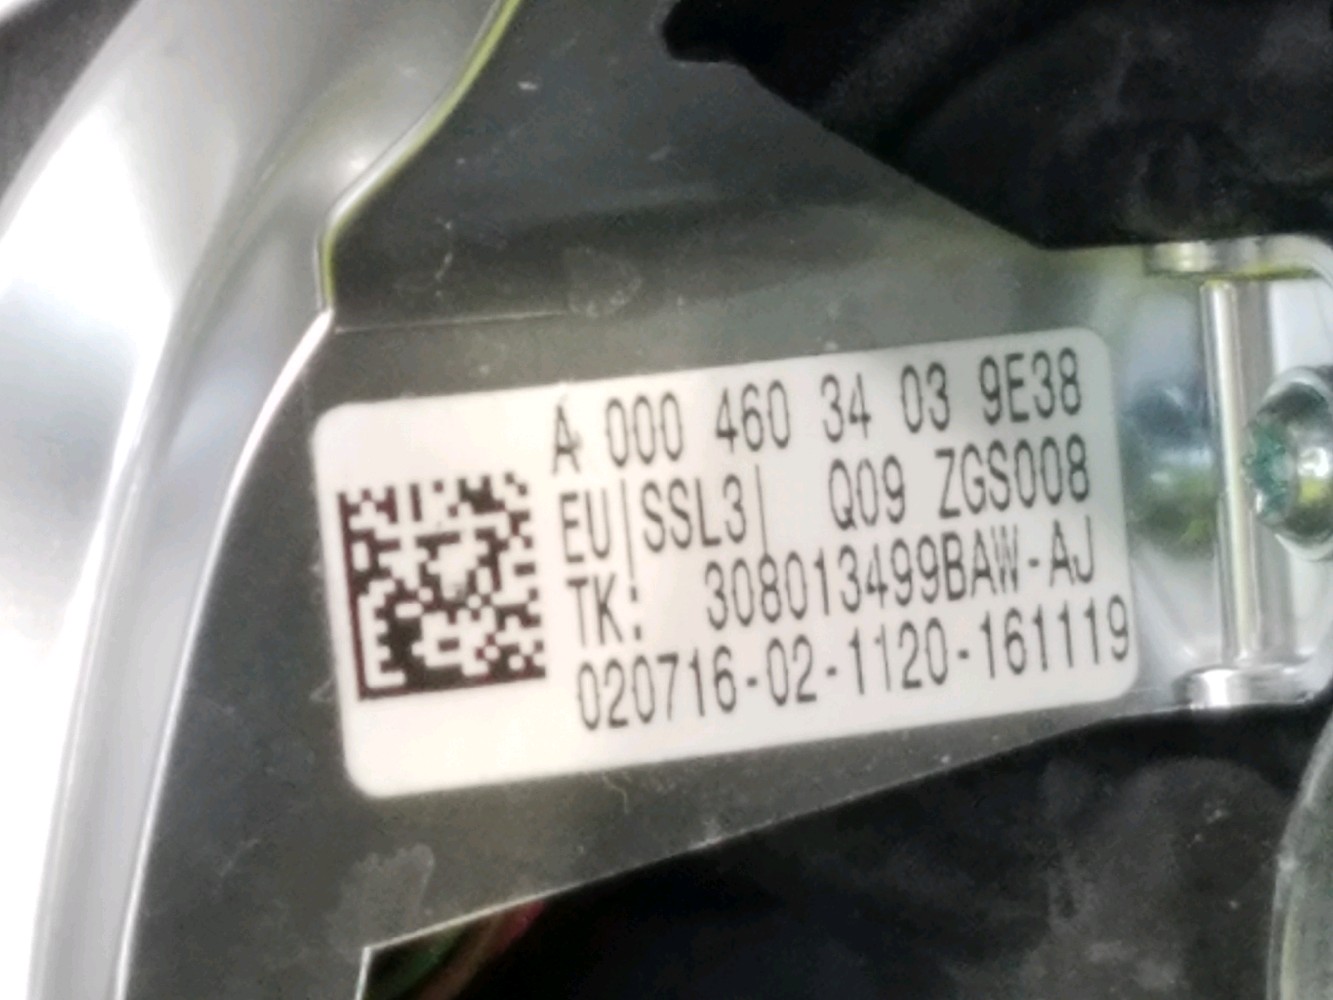 A 000 460 34 03 9E38
EU|SSL3| Q09 ZGS008
TK: 308013499BAW-AJ
020716-02-1120-161119